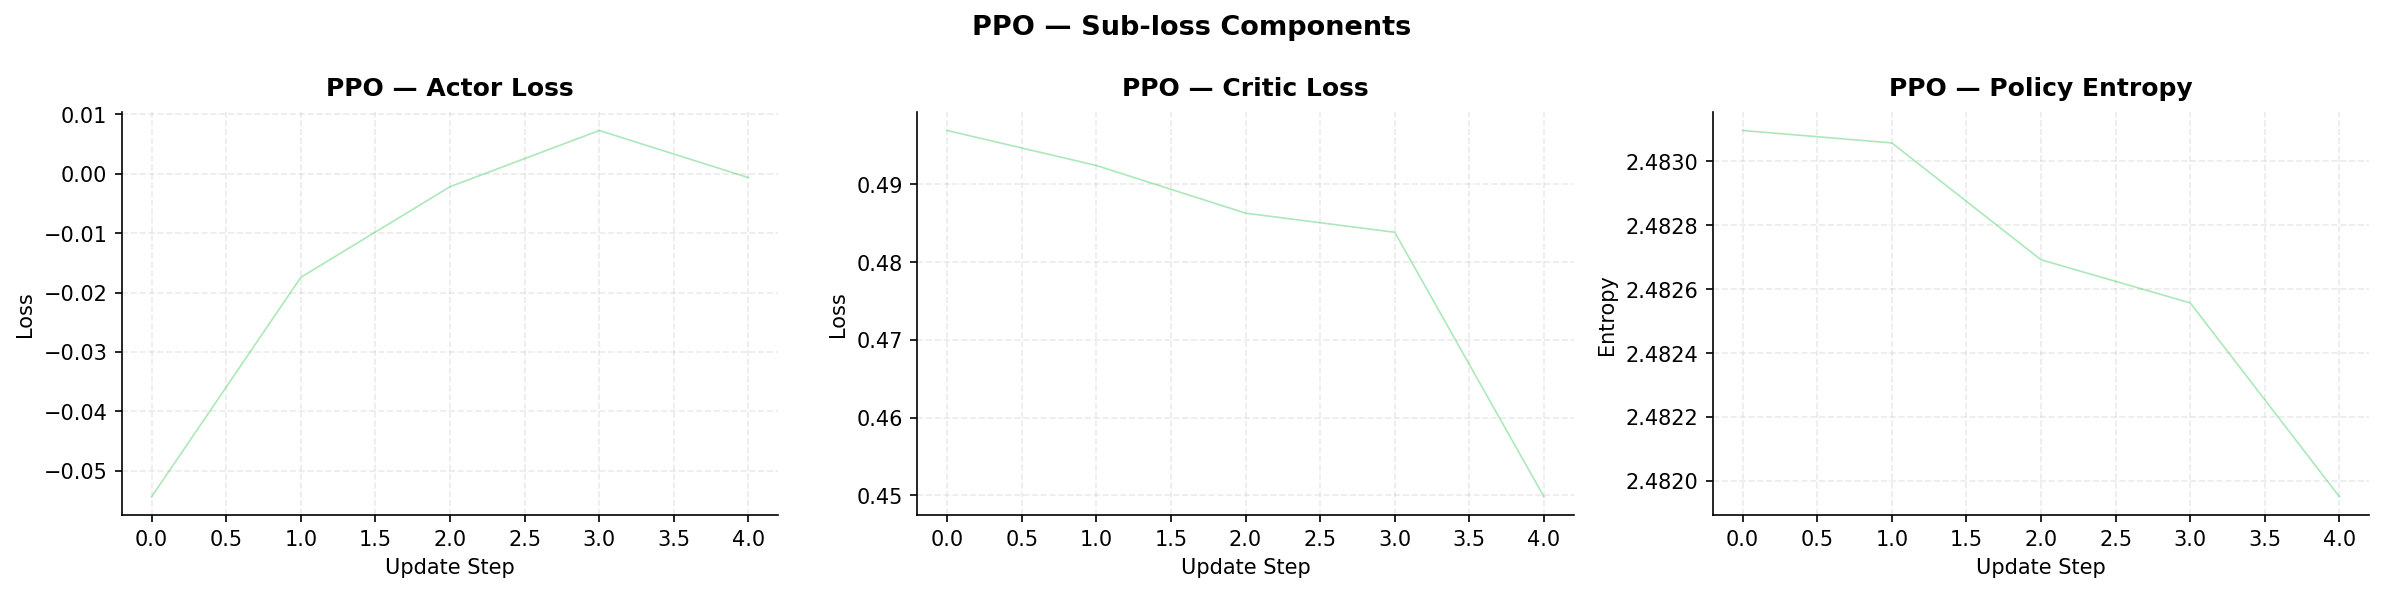 PPO — Sub-loss Components
PPO — Actor Loss
Loss
0.01
0.00
−0.01
−0.02
−0.03
−0.04
−0.05
0.0 0.5 1.0 1.5 2.0 2.5 3.0 3.5 4.0
Update Step
PPO — Critic Loss
Loss
0.49
0.48
0.47
0.46
0.45
0.0 0.5 1.0 1.5 2.0 2.5 3.0 3.5 4.0
Update Step
PPO — Policy Entropy
Entropy
2.4830
2.4828
2.4826
2.4824
2.4822
2.4820
0.0 0.5 1.0 1.5 2.0 2.5 3.0 3.5 4.0
Update Step